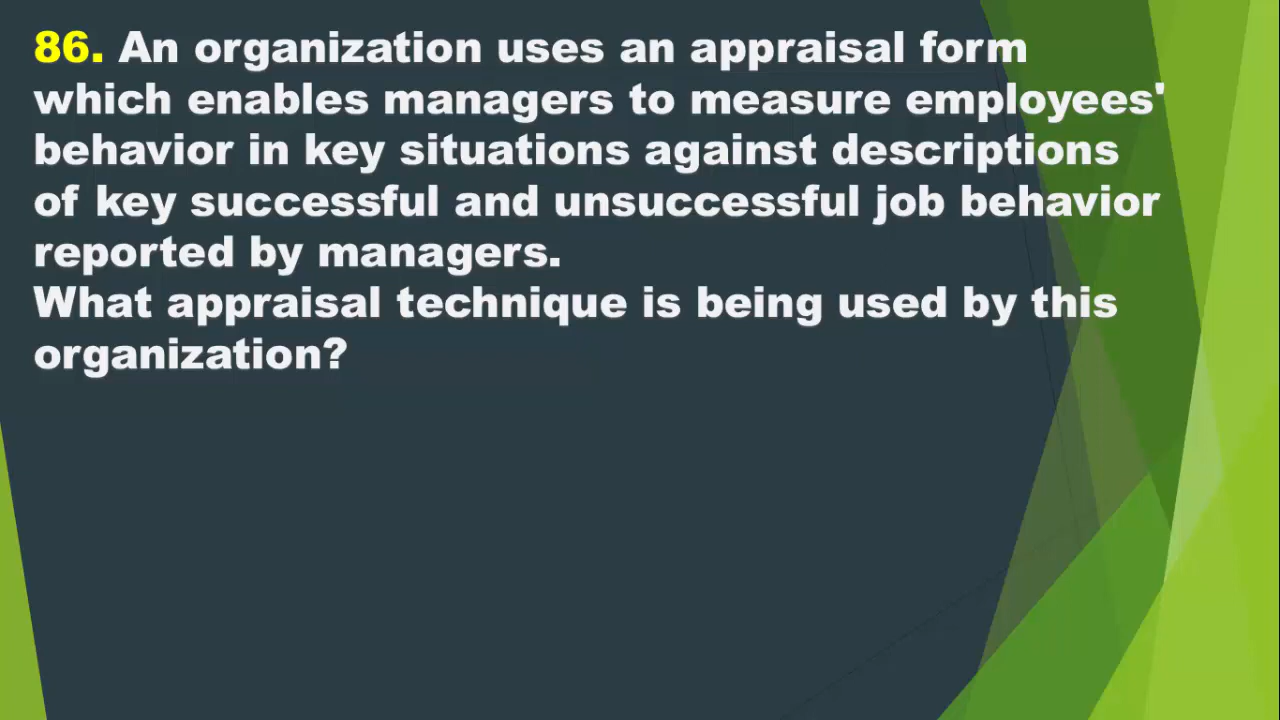 86. An organization uses an appraisal form
which enables managers to measure employees'
behavior in key situations against descriptions
of key successful and unsuccessful job behavior
reported by managers.
What appraisal technique is being used by this
organization?